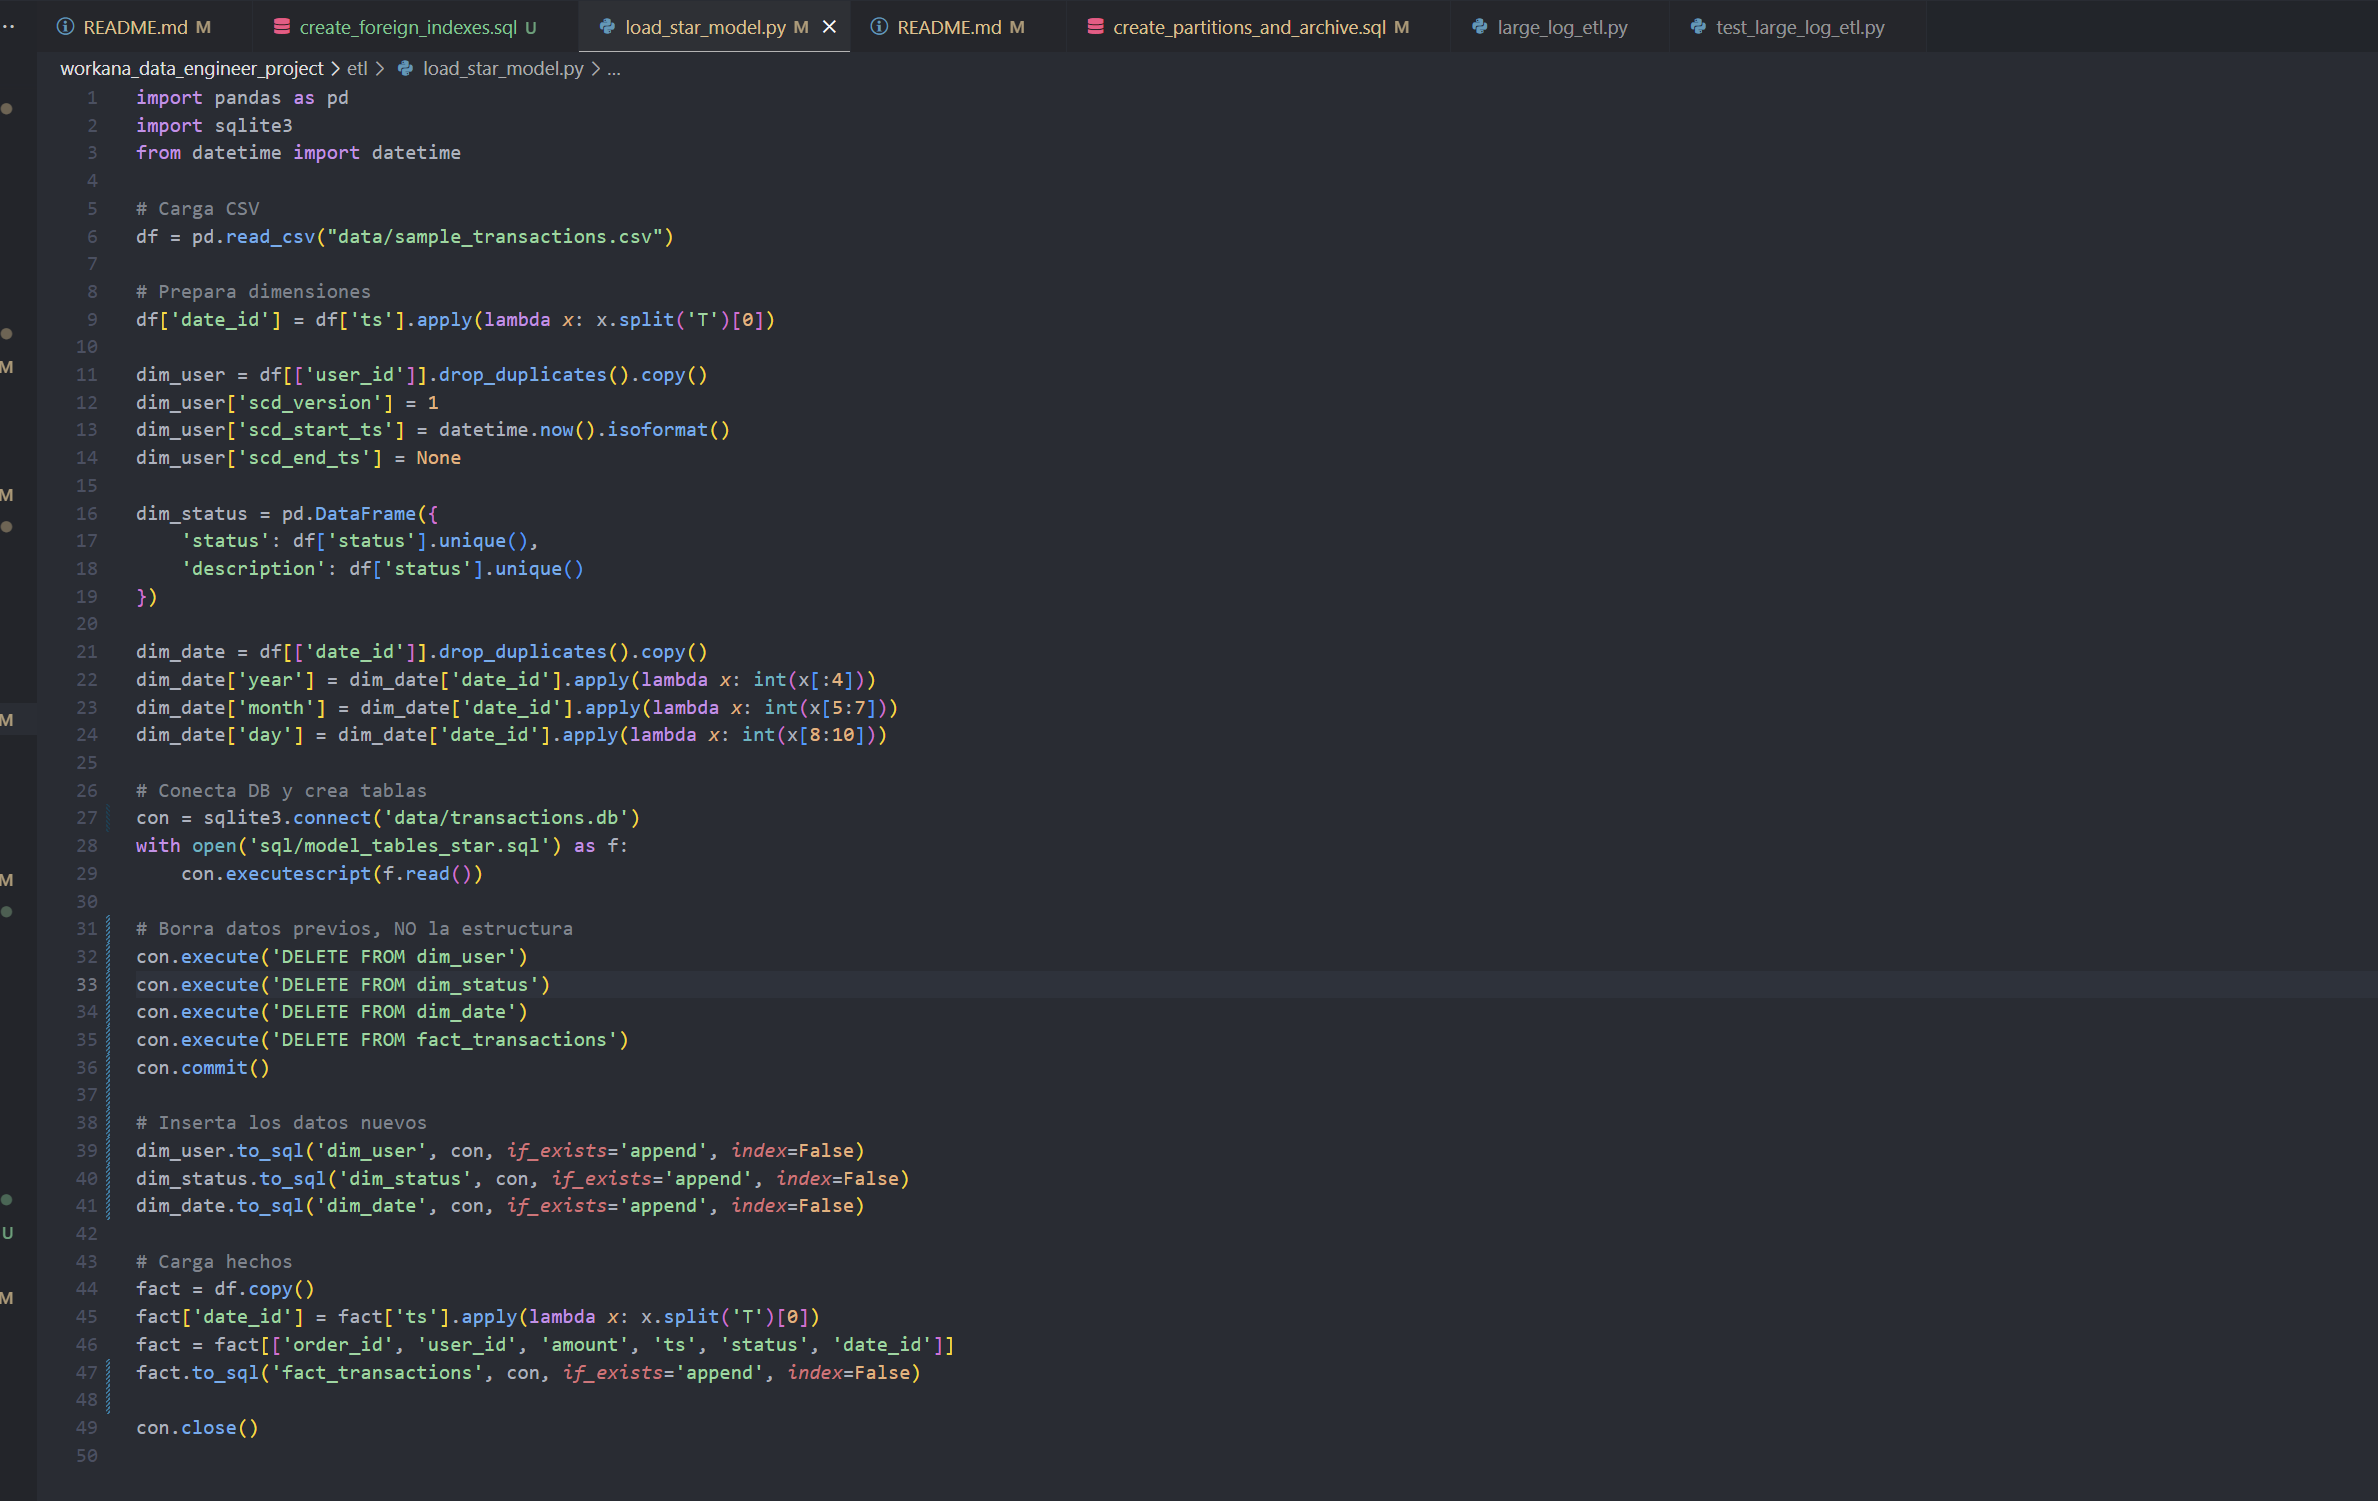 README.md M create_foreign_indexes.sql U load_star_model.py M README.md M create_partitions_and_archive.sql M large_log_etl.py test_large_log_etl.py
workana_data_engineer_project > etl > load_star_model.py > ...
1 import pandas as pd
2 import sqlite3
3 from datetime import datetime
4
5 # Carga CSV
6 df = pd.read_csv("data/sample_transactions.csv")
7
8 # Prepara dimensiones
9 df['date_id'] = df['ts'].apply(lambda x: x.split('T')[0])
10
11 dim_user = df[['user_id']].drop_duplicates().copy()
12 dim_user['scd_version'] = 1
13 dim_user['scd_start_ts'] = datetime.now().isoformat()
14 dim_user['scd_end_ts'] = None
15
16 dim_status = pd.DataFrame({
17     'status': df['status'].unique(),
18     'description': df['status'].unique()
19 })
20
21 dim_date = df[['date_id']].drop_duplicates().copy()
22 dim_date['year'] = dim_date['date_id'].apply(lambda x: int(x[:4]))
23 dim_date['month'] = dim_date['date_id'].apply(lambda x: int(x[5:7]))
24 dim_date['day'] = dim_date['date_id'].apply(lambda x: int(x[8:10]))
25
26 # Conecta DB y crea tablas
27 con = sqlite3.connect('data/transactions.db')
28 with open('sql/model_tables_star.sql') as f:
29     con.executescript(f.read())
30
31 # Borra datos previos, NO la estructura
32 con.execute('DELETE FROM dim_user')
33 con.execute('DELETE FROM dim_status')
34 con.execute('DELETE FROM dim_date')
35 con.execute('DELETE FROM fact_transactions')
36 con.commit()
37
38 # Inserta los datos nuevos
39 dim_user.to_sql('dim_user', con, if_exists='append', index=False)
40 dim_status.to_sql('dim_status', con, if_exists='append', index=False)
41 dim_date.to_sql('dim_date', con, if_exists='append', index=False)
42
43 # Carga hechos
44 fact = df.copy()
45 fact['date_id'] = fact['ts'].apply(lambda x: x.split('T')[0])
46 fact = fact[['order_id', 'user_id', 'amount', 'ts', 'status', 'date_id']]
47 fact.to_sql('fact_transactions', con, if_exists='append', index=False)
48
49 con.close()
50
M
M
M
M
U
M